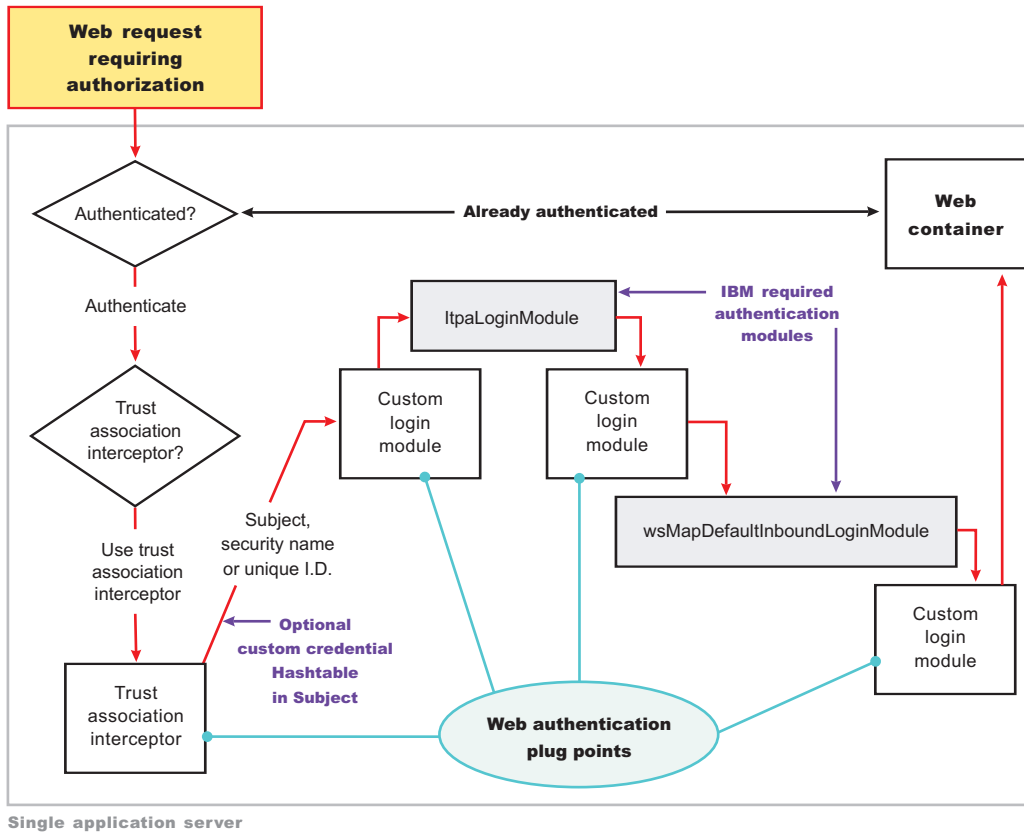 Web request
requiring
authorization
Authenticated?
Already authenticated
Web
container
Authenticate
ltpaLoginModule
IBM required
authentication
modules
Trust
association
interceptor?
Custom
login
module
Custom
login
module
Subject,
security name
or unique I.D.
wsMapDefaultInboundLoginModule
Use trust
association
interceptor
Optional
custom credential
Hashtable
in Subject
Custom
login
module
Trust
association
interceptor
Web authentication
plug points
Single application server